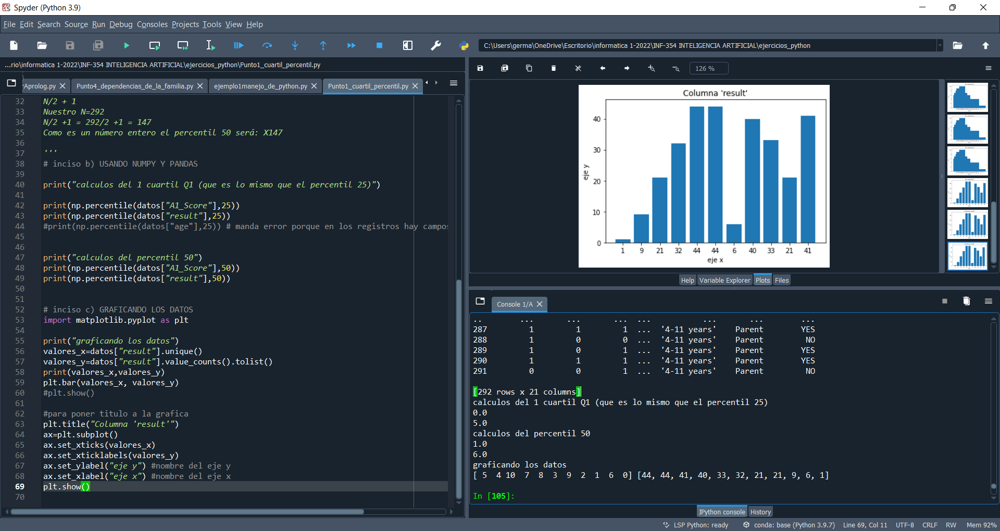 Spyder (Python 3.9)
File Edit Search Source Run Debug Consoles Projects Tools View Help
C:\Users\germa\OneDrive\Escritorio\informatica 1-2022\INF-354 INTELIGENCIA ARTIFICIAL\ejercicios_python
...rio\informatica 1-2022\INF-354 INTELIGENCIA ARTIFICIAL\ejercicios_python\Punto1_cuartil_percentil.py
rAprolog.py Punto4_dependencias_de_la_familia.py ejemplo1manejo_de_python.py Punto1_cuartil_percentil.py
32 N/2 + 1
33 Nuestro N=292
34 N/2 +1 = 292/2 +1 = 147
35 Como es un número entero el percentil 50 será: X147
36
37 '''
38 # inciso b) USANDO NUMPY Y PANDAS
39
40 print("calculos del 1 cuartil Q1 (que es lo mismo que el percentil 25)")
41
42 print(np.percentile(datos["A1_Score"],25))
43 print(np.percentile(datos["result"],25))
44 #print(np.percentile(datos["age"],25)) # manda error porque en los registros hay campos
45
46
47 print("calculos del percentil 50")
48 print(np.percentile(datos["A1_Score"],50))
49 print(np.percentile(datos["result"],50))
50
51
52 # inciso c) GRAFICANDO LOS DATOS
53 import matplotlib.pyplot as plt
54
55 print("graficando los datos")
56 valores_x=datos["result"].unique()
57 valores_y=datos["result"].value_counts().tolist()
58 print(valores_x,valores_y)
59 plt.bar(valores_x, valores_y)
60 #plt.show()
61
62 #para poner titulo a la grafica
63 plt.title("Columna 'result'")
64 ax=plt.subplot()
65 ax.set_xticks(valores_x)
66 ax.set_xticklabels(valores_y)
67 ax.set_ylabel("eje y") #nombre del eje y
68 ax.set_xlabel("eje x") #nombre del eje x
69 plt.show()
70
126 %
Columna 'result'
eje y
40
30
20
10
0
1 9 21 32 44 44 6 40 33 21 41
eje x
Help Variable Explorer Plots Files
Console 1/A
.. ... ... ... ... ... ... ...
287 1 1 1 ... '4-11 years' Parent YES
288 1 0 0 ... '4-11 years' Parent NO
289 1 0 1 ... '4-11 years' Parent YES
290 1 1 1 ... '4-11 years' Parent YES
291 0 0 1 ... '4-11 years' Parent NO
[292 rows x 21 columns]
calculos del 1 cuartil Q1 (que es lo mismo que el percentil 25)
0.0
5.0
calculos del percentil 50
1.0
6.0
graficando los datos
[ 5 4 10 7 8 3 9 2 1 6 0] [44, 44, 41, 40, 33, 32, 21, 21, 9, 6, 1]
In [105]:
IPython console History
LSP Python: ready conda: base (Python 3.9.7) Line 69, Col 11 UTF-8 CRLF RW Mem 92%